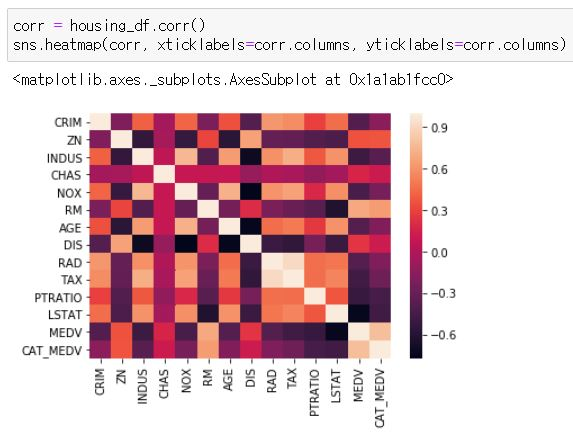 corr = housing_df.corr()
sns.heatmap(corr, xticklabels=corr.columns, yticklabels=corr.columns)
<matplotlib.axes._subplots.AxesSubplot at 0x1a1ab1fcc0>
CRIM
ZN
INDUS
CHAS
NOX
RM
AGE
DIS
RAD
TAX
PTRATIO
LSTAT
MEDV
CAT_MEDV
CRIM
ZN
INDUS
CHAS
NOX
RM
AGE
DIS
RAD
TAX
PTRATIO
LSTAT
MEDV
CAT_MEDV
0.9
0.6
0.3
0.0
−0.3
−0.6